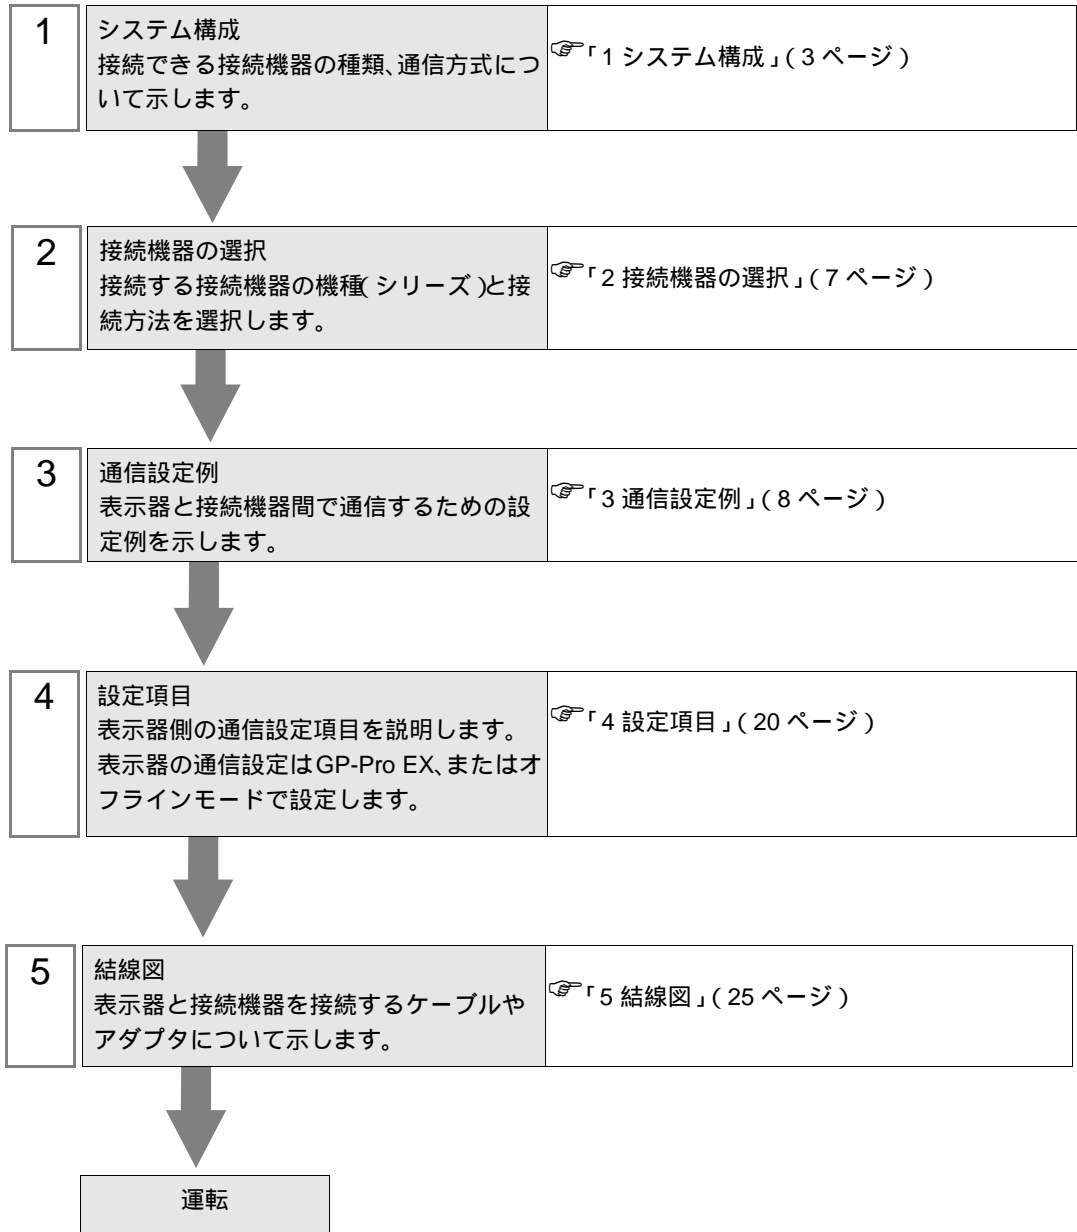 1
システム構成
接続できる接続機器の種類、通信方式につ
いて示します。
☞「1 システム構成」( 3 ページ )
2
接続機器の選択
接続する接続機器の機種( シリーズ )と接
続方法を選択します。
☞「2 接続機器の選択」( 7 ページ )
3
通信設定例
表示器と接続機器間で通信するための設
定例を示します。
☞「3 通信設定例」( 8 ページ )
4
設定項目
表示器側の通信設定項目を説明します。
表示器の通信設定はGP-Pro EX、またはオ
フラインモードで設定します。
☞「4 設定項目」( 20 ページ )
5
結線図
表示器と接続機器を接続するケーブルや
アダプタについて示します。
☞「5 結線図」( 25 ページ )
運転